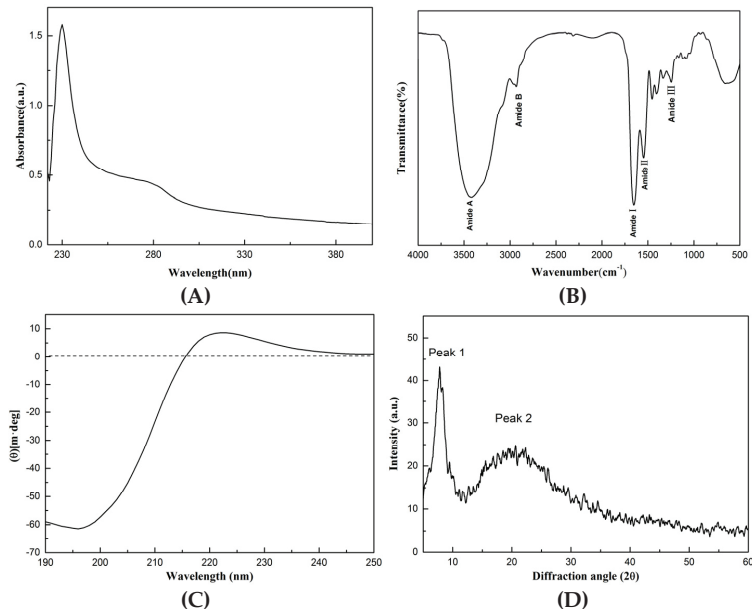 1.5
1.0
0.5
0.0
Absorbance(a.u.)
230 280 330 380
Wavelength(nm)
(A)
Transmittarce(%)
Amide A
Amide B
Amide I
Amide II
Anide III
4000 3500 3000 2500 2000 1500 1000 500
Wavenumber(cm-1)
(B)
10
0
-10
-20
-30
-40
-50
-60
-70
(θ)[m·deg]
190 200 210 220 230 240 250
Wavelength (nm)
(C)
50
40
30
20
10
0
Intensity (a.u.)
Peak 1
Peak 2
10 20 30 40 50 60
Diffraction angle (2θ)
(D)